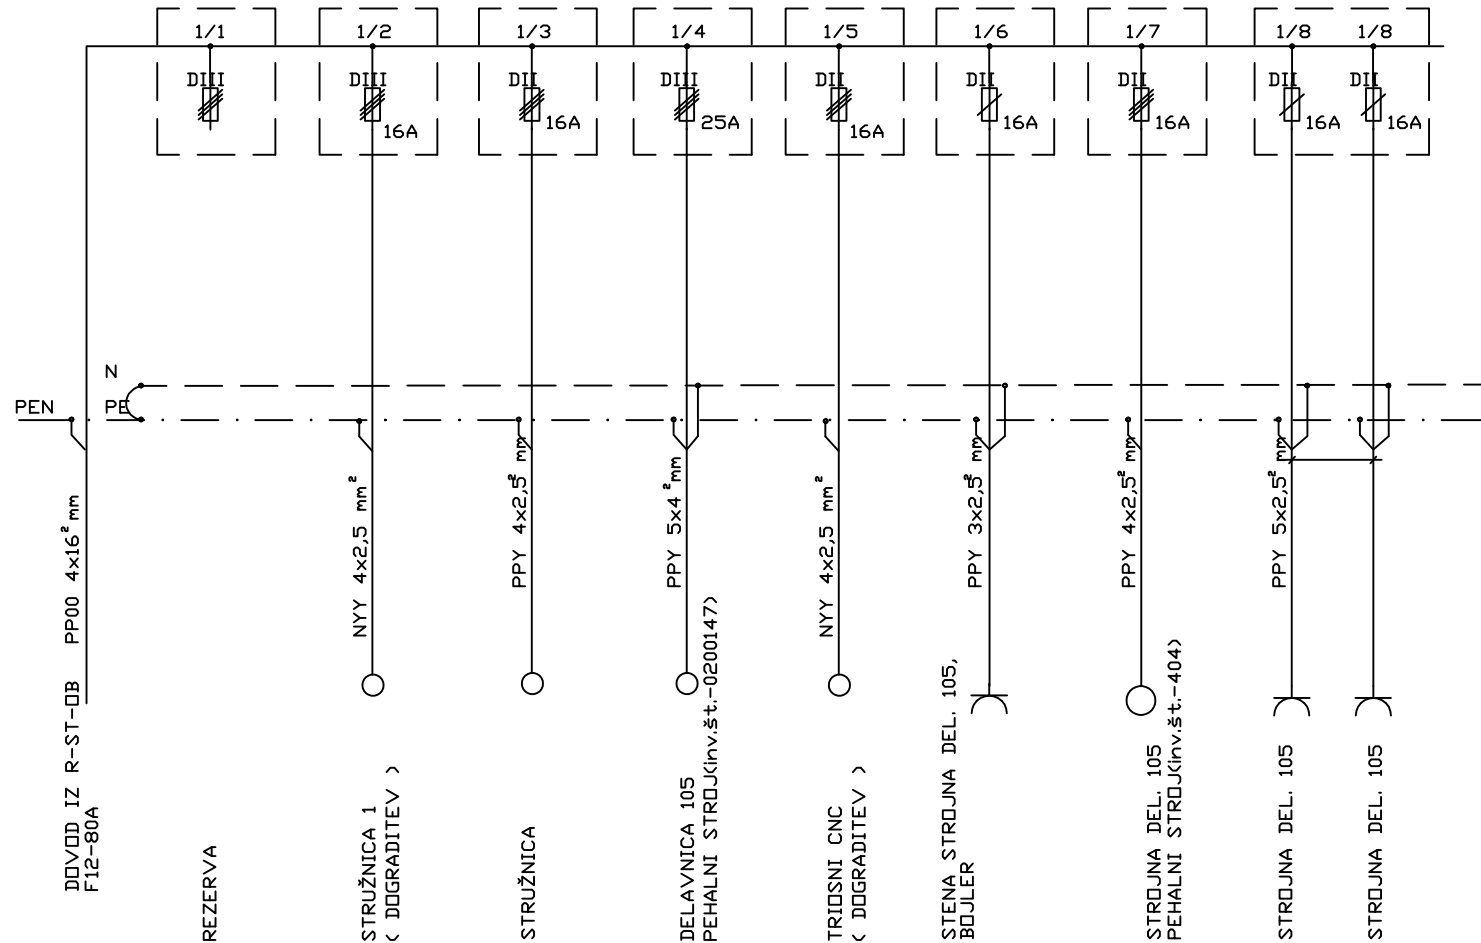 1/1
1/2
1/3
1/4
1/5
1/6
1/7
1/8
1/8
DIII
DIII
DII
DIII
DII
DII
DII
DII
DII
16A
16A
25A
16A
16A
16A
16A
16A
N
PEN
PE
DOVOD IZ R-ST-OB PP00 4x16² mm
F12-80A
REZERVA
NYY 4x2,5 mm²
STRUŽNICA 1
( DOGRADITEV )
PPY 4x2,5² mm
STRUŽNICA
PPY 5x4² mm
DELAVNICA 105
PEHALNI STROJ(inv.št.-0200147)
NYY 4x2,5 mm²
TRIOSNI CNC
( DOGRADITEV )
PPY 3x2,5² mm
STENA STROJNA DEL. 105,
BOJLER
PPY 4x2,5² mm
STROJNA DEL. 105
PEHALNI STROJ(inv.št.-404)
PPY 5x2,5² mm
STROJNA DEL. 105
STROJNA DEL. 105